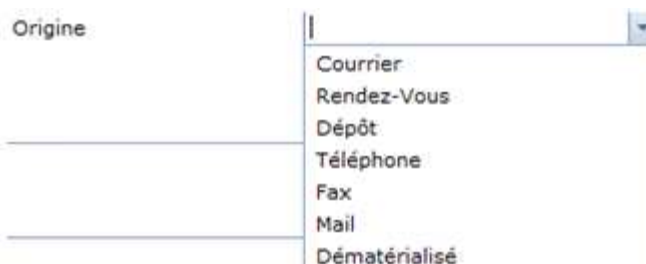 Origine
Courrier
Rendez-Vous
Dépôt
Téléphone
Fax
Mail
Dématérialisé